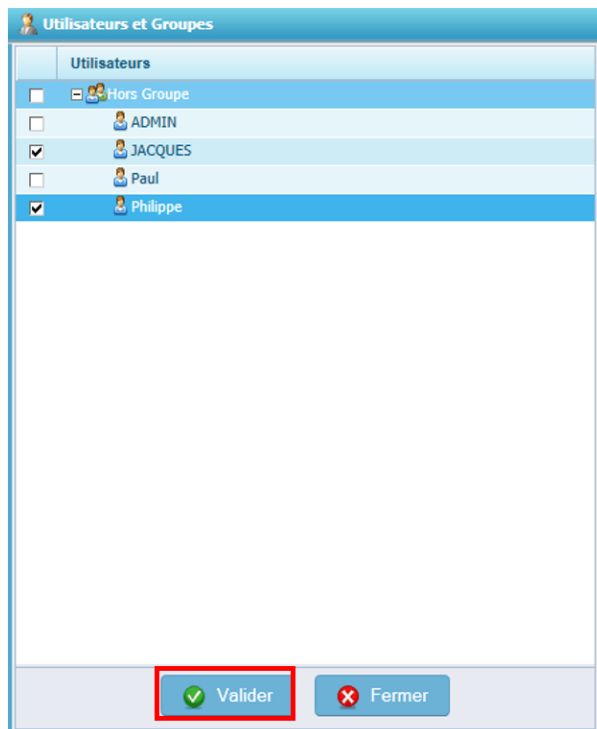 Utilisateurs et Groupes
Utilisateurs
Hors Groupe
ADMIN
JACQUES
Paul
Philippe
Valider
Fermer